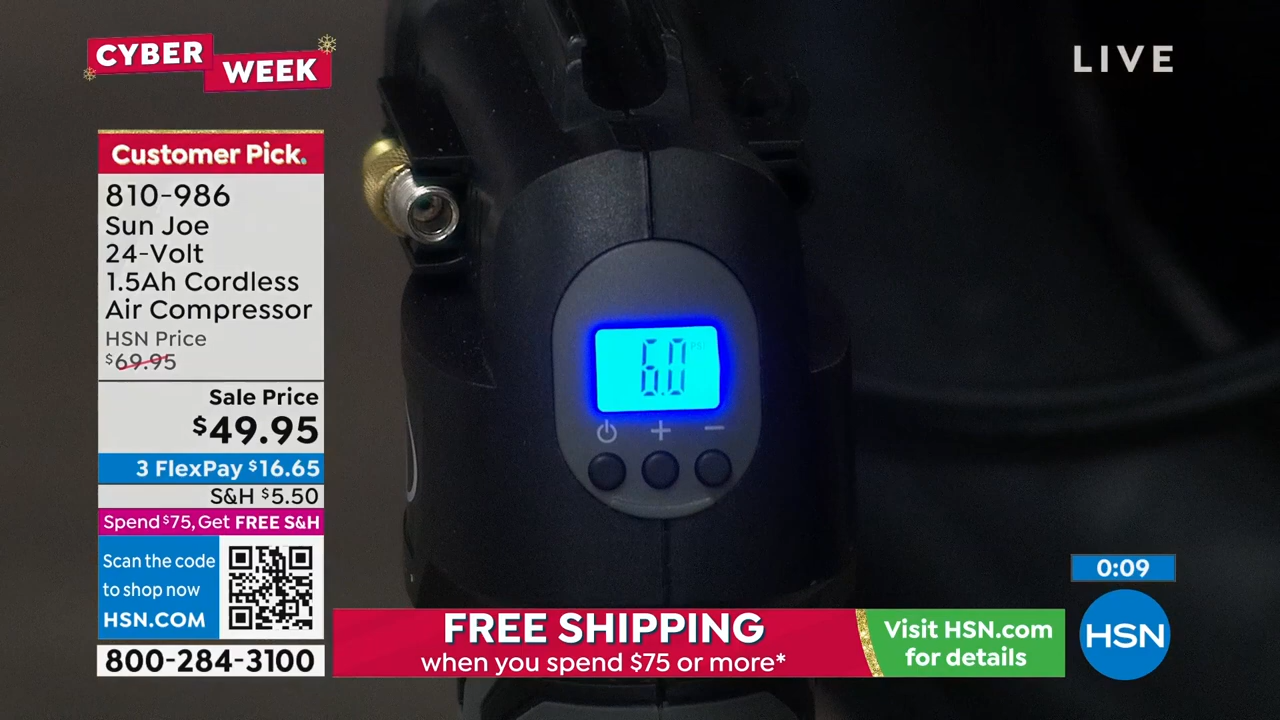 CYBER
WEEK
LIVE
Customer Pick.
810-986
Sun Joe
24-Volt
1.5Ah Cordless
Air Compressor
HSN Price
$69.95
Sale Price
$49.95
3 FlexPay $16.65
S&H $5.50
Spend $75, Get FREE S&H
Scan the code
to shop now
HSN.COM
800-284-3100
6.0 PSI
FREE SHIPPING
when you spend $75 or more*
Visit HSN.com
for details
0:09
HSN